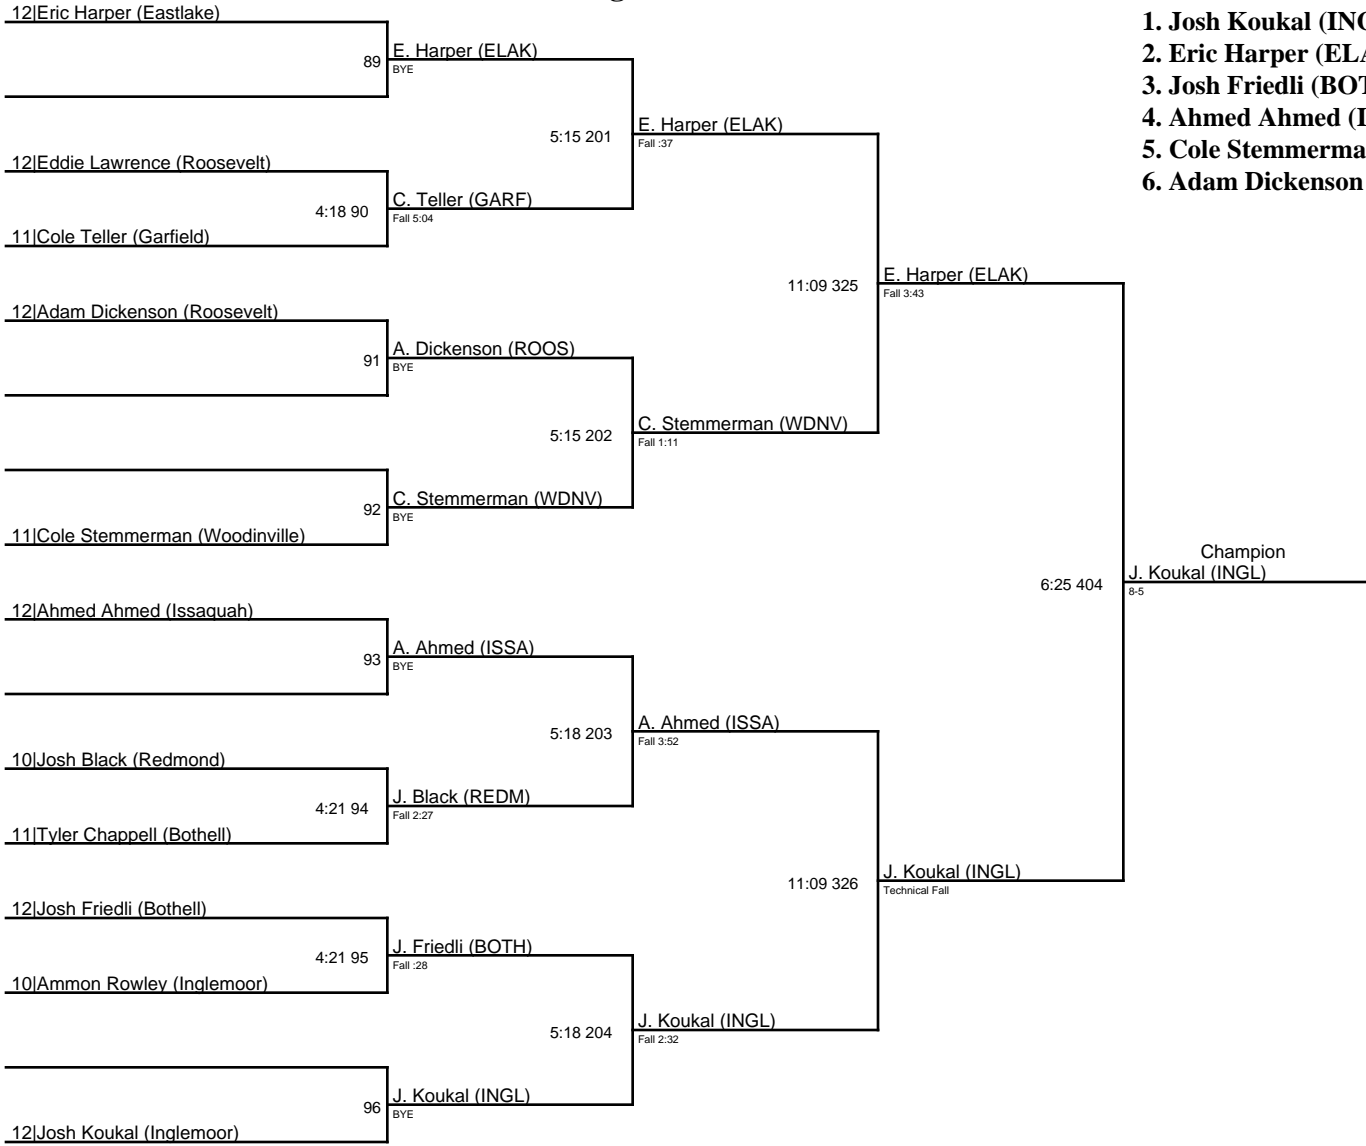 12|Eric Harper (Eastlake)
89
E. Harper (ELAK)
BYE
5:15 201
E. Harper (ELAK)
Fall :37
12|Eddie Lawrence (Roosevelt)
4:18 90
C. Teller (GARF)
Fall 5:04
11|Cole Teller (Garfield)
11:09 325
E. Harper (ELAK)
Fall 3:43
12|Adam Dickenson (Roosevelt)
91
A. Dickenson (ROOS)
BYE
5:15 202
C. Stemmerman (WDNV)
Fall 1:11
92
C. Stemmerman (WDNV)
BYE
11|Cole Stemmerman (Woodinville)
6:25 404
Champion
J. Koukal (INGL)
8-5
12|Ahmed Ahmed (Issaquah)
93
A. Ahmed (ISSA)
BYE
5:18 203
A. Ahmed (ISSA)
Fall 3:52
10|Josh Black (Redmond)
4:21 94
J. Black (REDM)
Fall 2:27
11|Tyler Chappell (Bothell)
11:09 326
J. Koukal (INGL)
Technical Fall
12|Josh Friedli (Bothell)
4:21 95
J. Friedli (BOTH)
Fall :28
10|Ammon Rowley (Inglemoor)
5:18 204
J. Koukal (INGL)
Fall 2:32
96
J. Koukal (INGL)
BYE
12|Josh Koukal (Inglemoor)
1. Josh Koukal (ING
2. Eric Harper (ELA
3. Josh Friedli (BOT
4. Ahmed Ahmed (I
5. Cole Stemmerma
6. Adam Dickenson